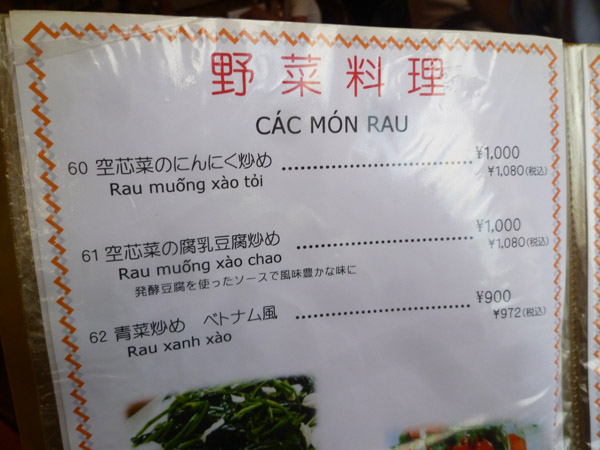 野菜料理
CÁC MÓN RAU
60 空芯菜のにんにく炒め ¥1,000
Rau muống xào tỏi ¥1,080(税込)
61 空芯菜の腐乳豆腐炒め ¥1,000
Rau muống xào chao ¥1,080(税込)
発酵豆腐を使ったソースで風味豊かな味に
62 青菜炒め ベトナム風 ¥900
Rau xanh xào ¥972(税込)